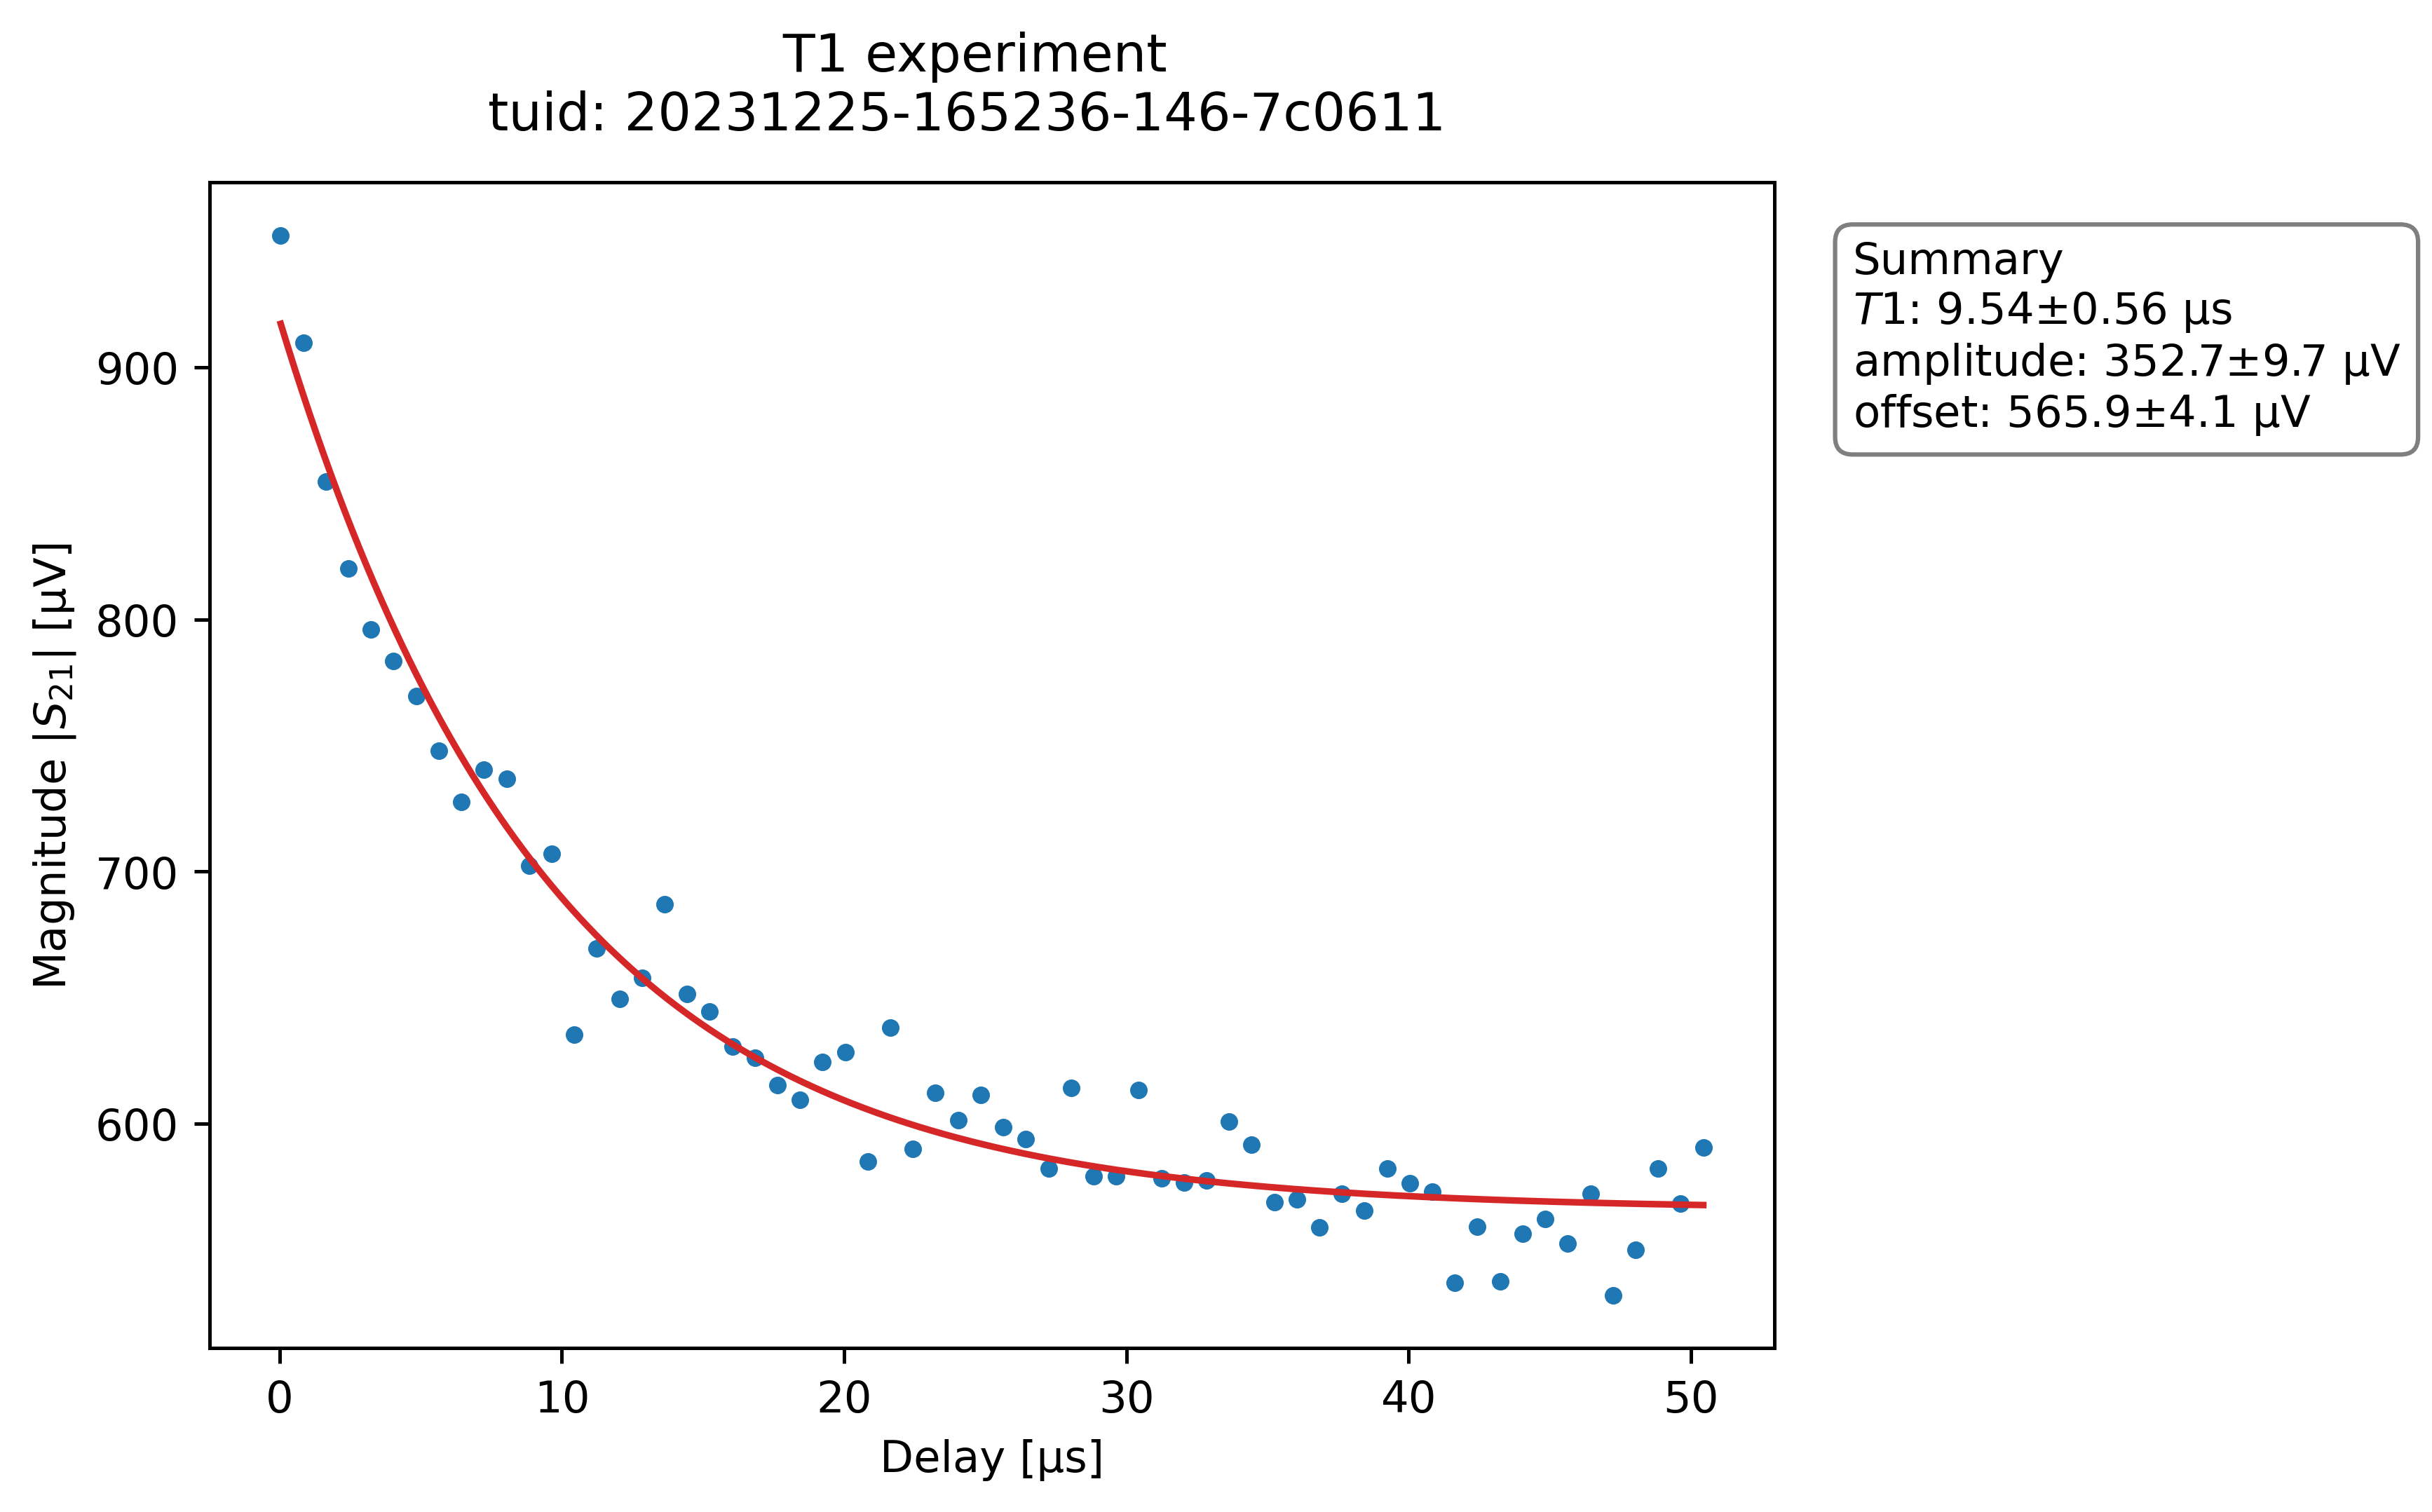 T1 experiment
tuid: 20231225-165236-146-7c0611
Magnitude |S₂₁| [µV]
900
800
700
600
0 10 20 30 40 50
Delay [µs]
Summary
T1: 9.54±0.56 µs
amplitude: 352.7±9.7 µV
offset: 565.9±4.1 µV